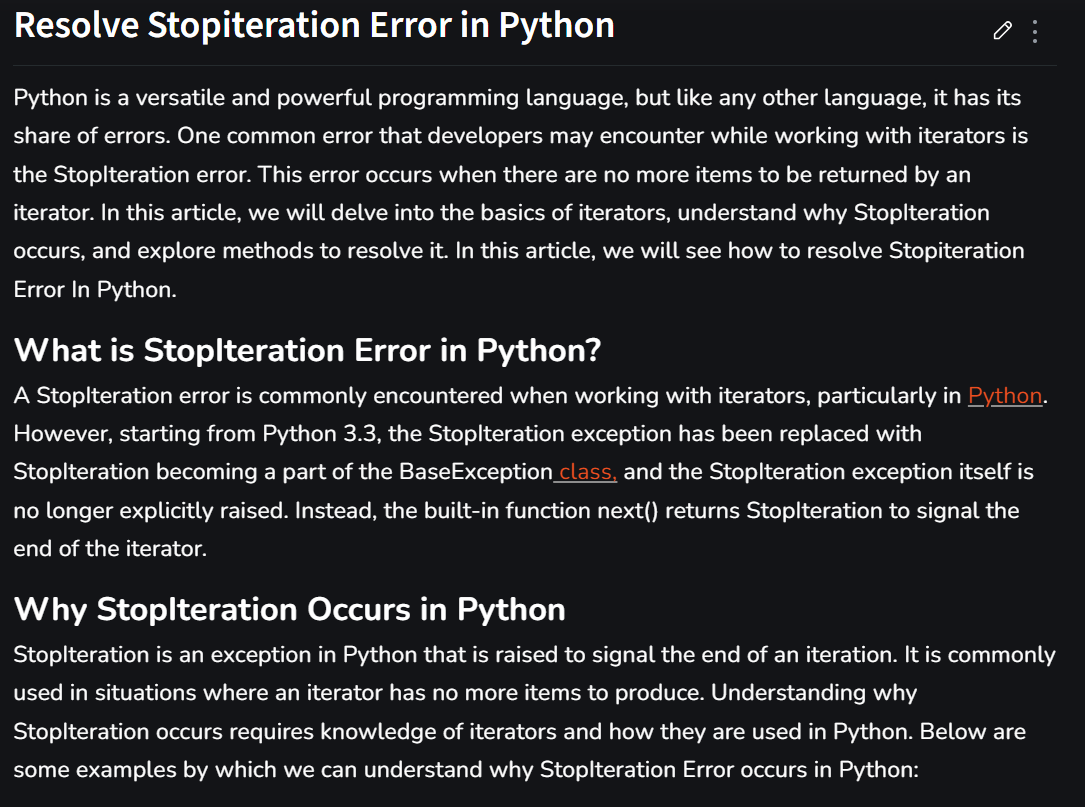 Resolve Stopiteration Error in Python
Python is a versatile and powerful programming language, but like any other language, it has its
share of errors. One common error that developers may encounter while working with iterators is
the StopIteration error. This error occurs when there are no more items to be returned by an
iterator. In this article, we will delve into the basics of iterators, understand why StopIteration
occurs, and explore methods to resolve it. In this article, we will see how to resolve Stopiteration
Error In Python.
What is StopIteration Error in Python?
A StopIteration error is commonly encountered when working with iterators, particularly in Python.
However, starting from Python 3.3, the StopIteration exception has been replaced with
StopIteration becoming a part of the BaseException class, and the StopIteration exception itself is
no longer explicitly raised. Instead, the built-in function next() returns StopIteration to signal the
end of the iterator.
Why StopIteration Occurs in Python
StopIteration is an exception in Python that is raised to signal the end of an iteration. It is commonly
used in situations where an iterator has no more items to produce. Understanding why
StopIteration occurs requires knowledge of iterators and how they are used in Python. Below are
some examples by which we can understand why StopIteration Error occurs in Python: